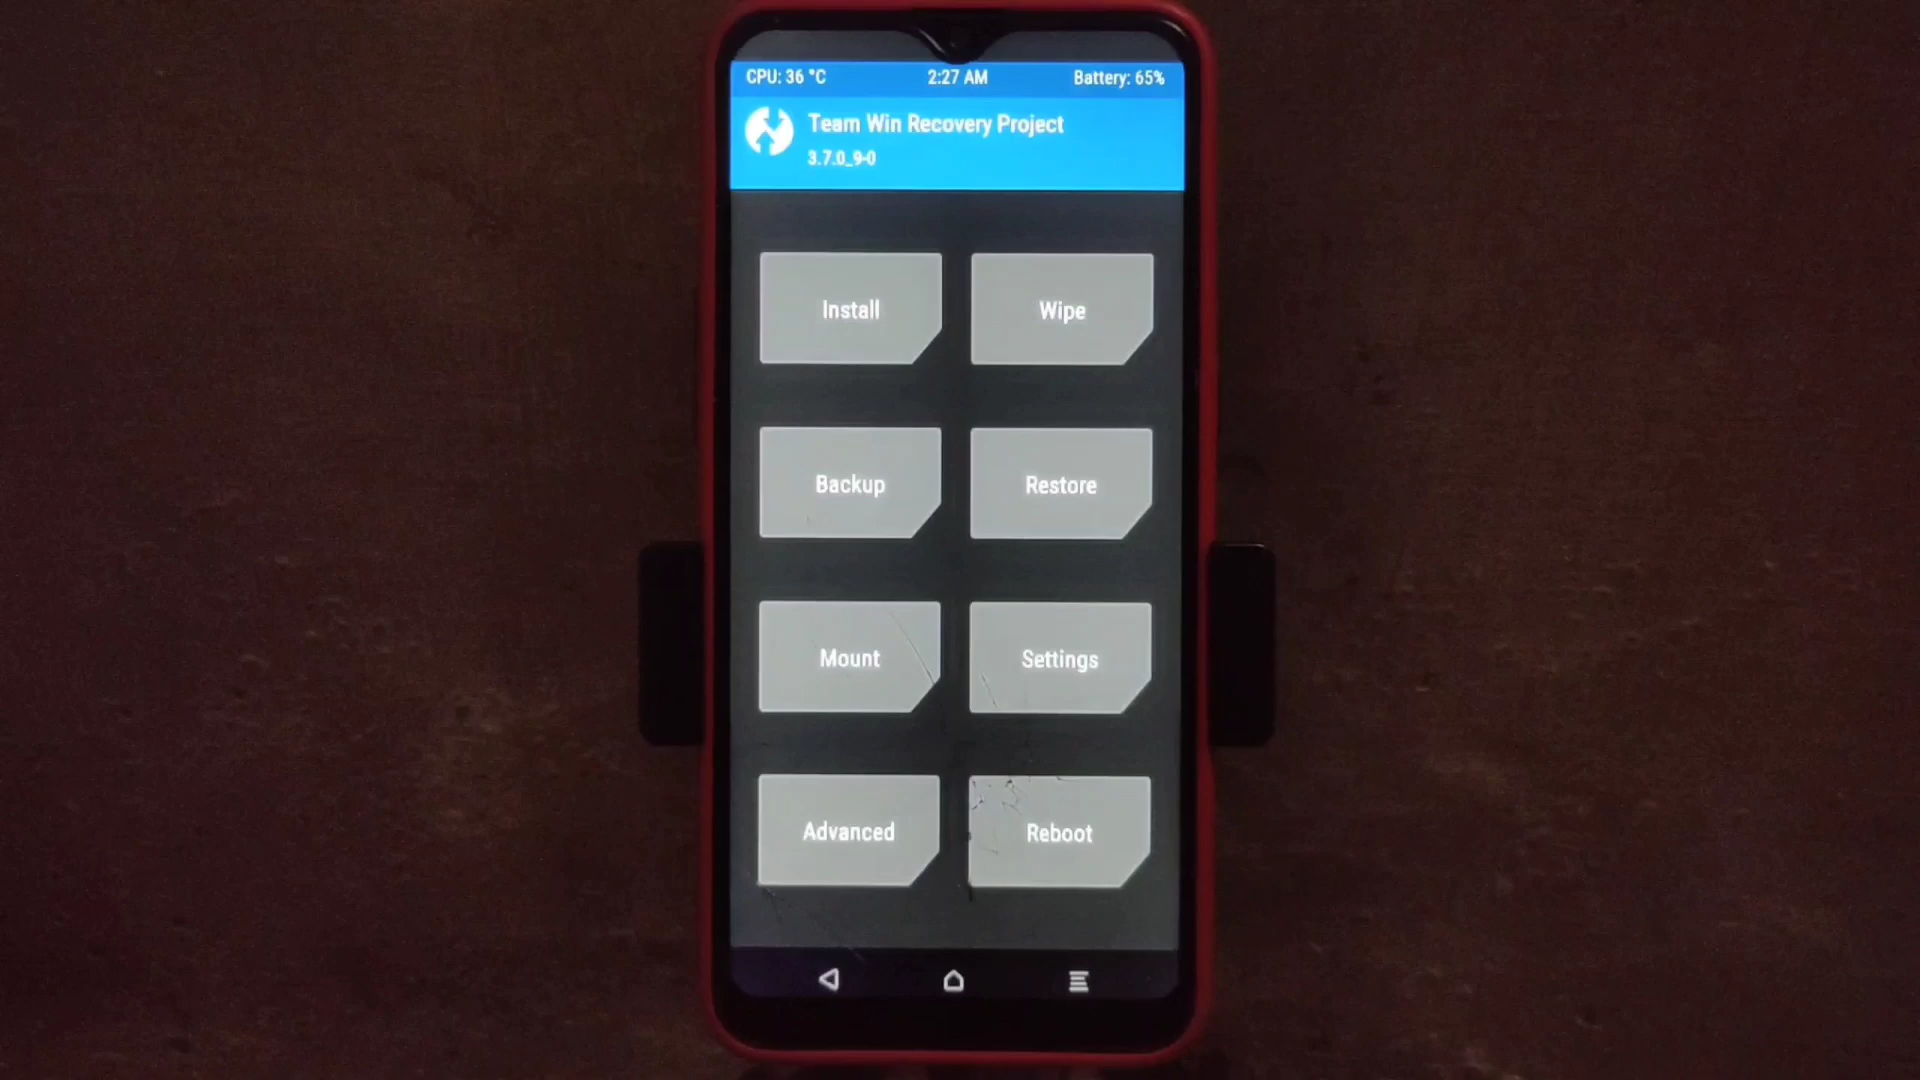 CPU: 36 °C 2:27 AM Battery: 65%
Team Win Recovery Project
3.7.0_9-0
Install Wipe
Backup Restore
Mount Settings
Advanced Reboot